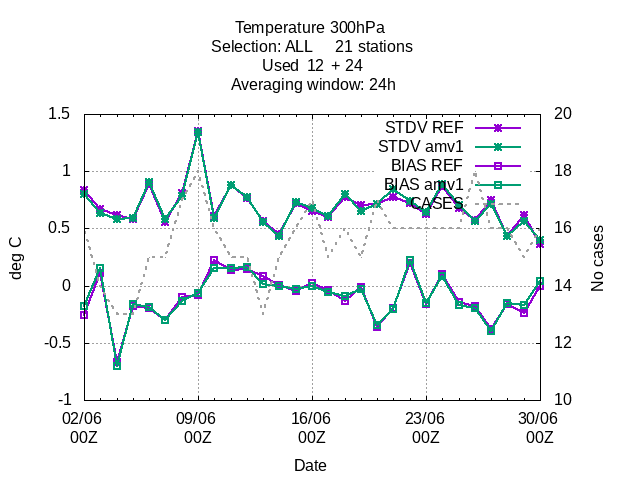 Temperature 300hPa
Selection: ALL 21 stations
Used 12 + 24
Averaging window: 24h
1.5
1
0.5
0
-0.5
-1
deg C
20
18
16
14
12
10
No cases
STDV REF
STDV amv1
BIAS REF
BIAS amv1
CASES
02/06 09/06 16/06 23/06 30/06
00Z 00Z 00Z 00Z 00Z
Date